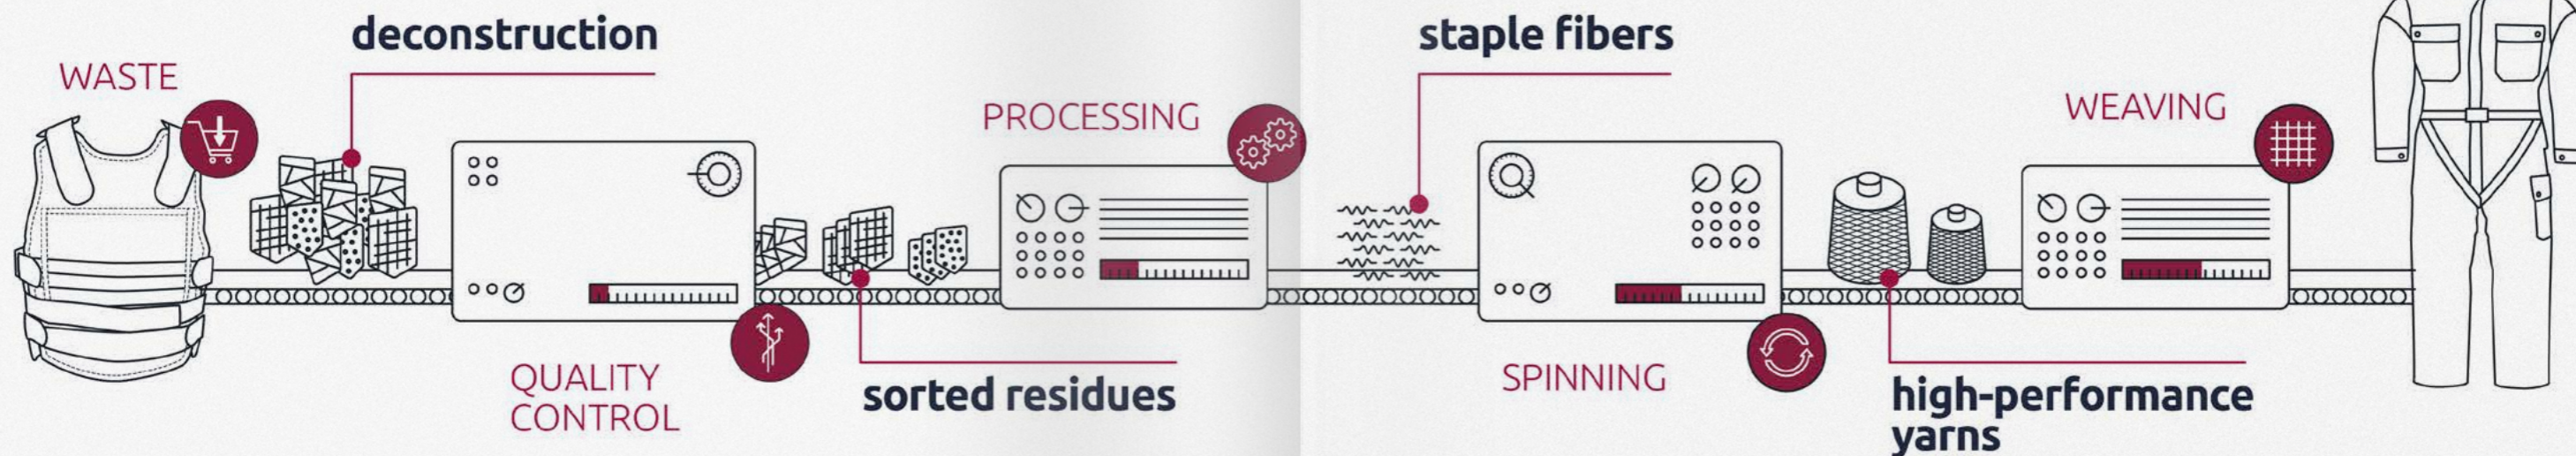 WASTE
deconstruction
QUALITY
CONTROL
sorted residues
PROCESSING
staple fibers
SPINNING
high-performance
yarns
WEAVING